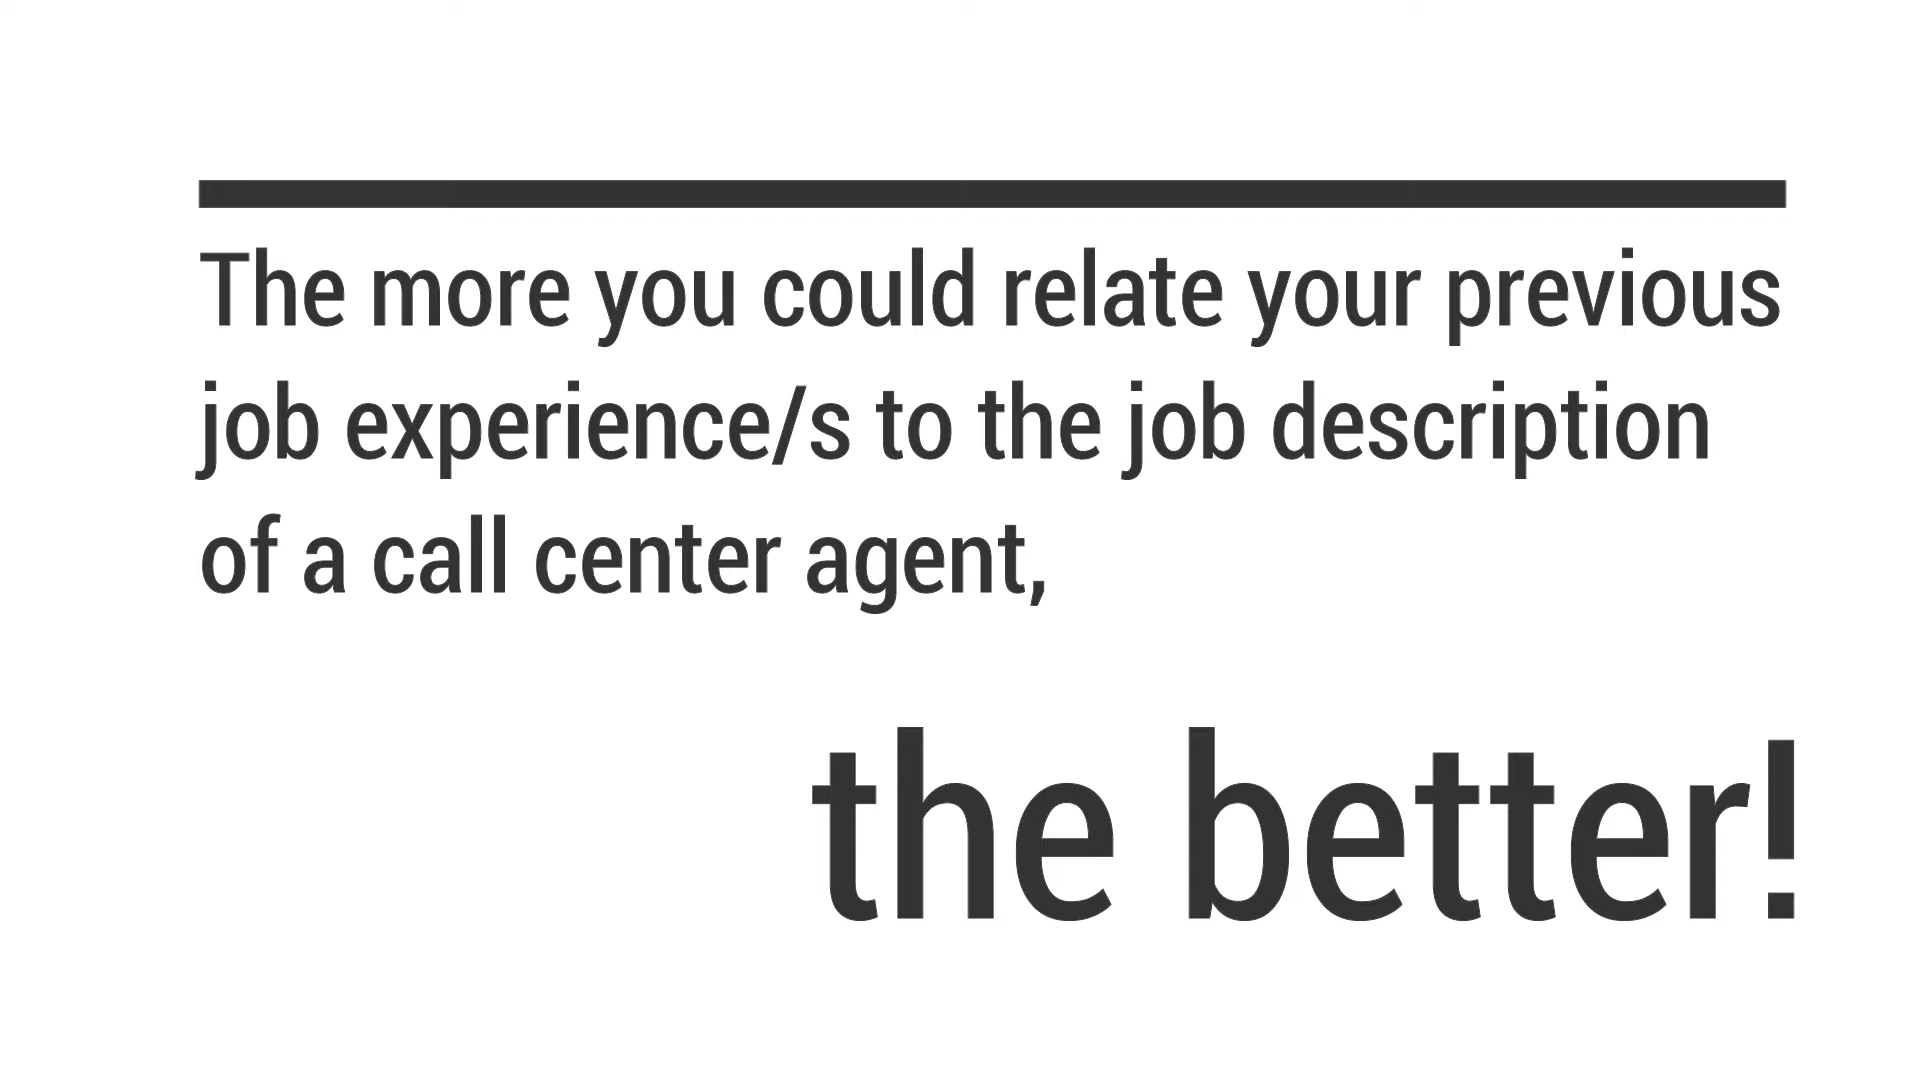 The more you could relate your previous
job experience/s to the job description
of a call center agent,
the better!